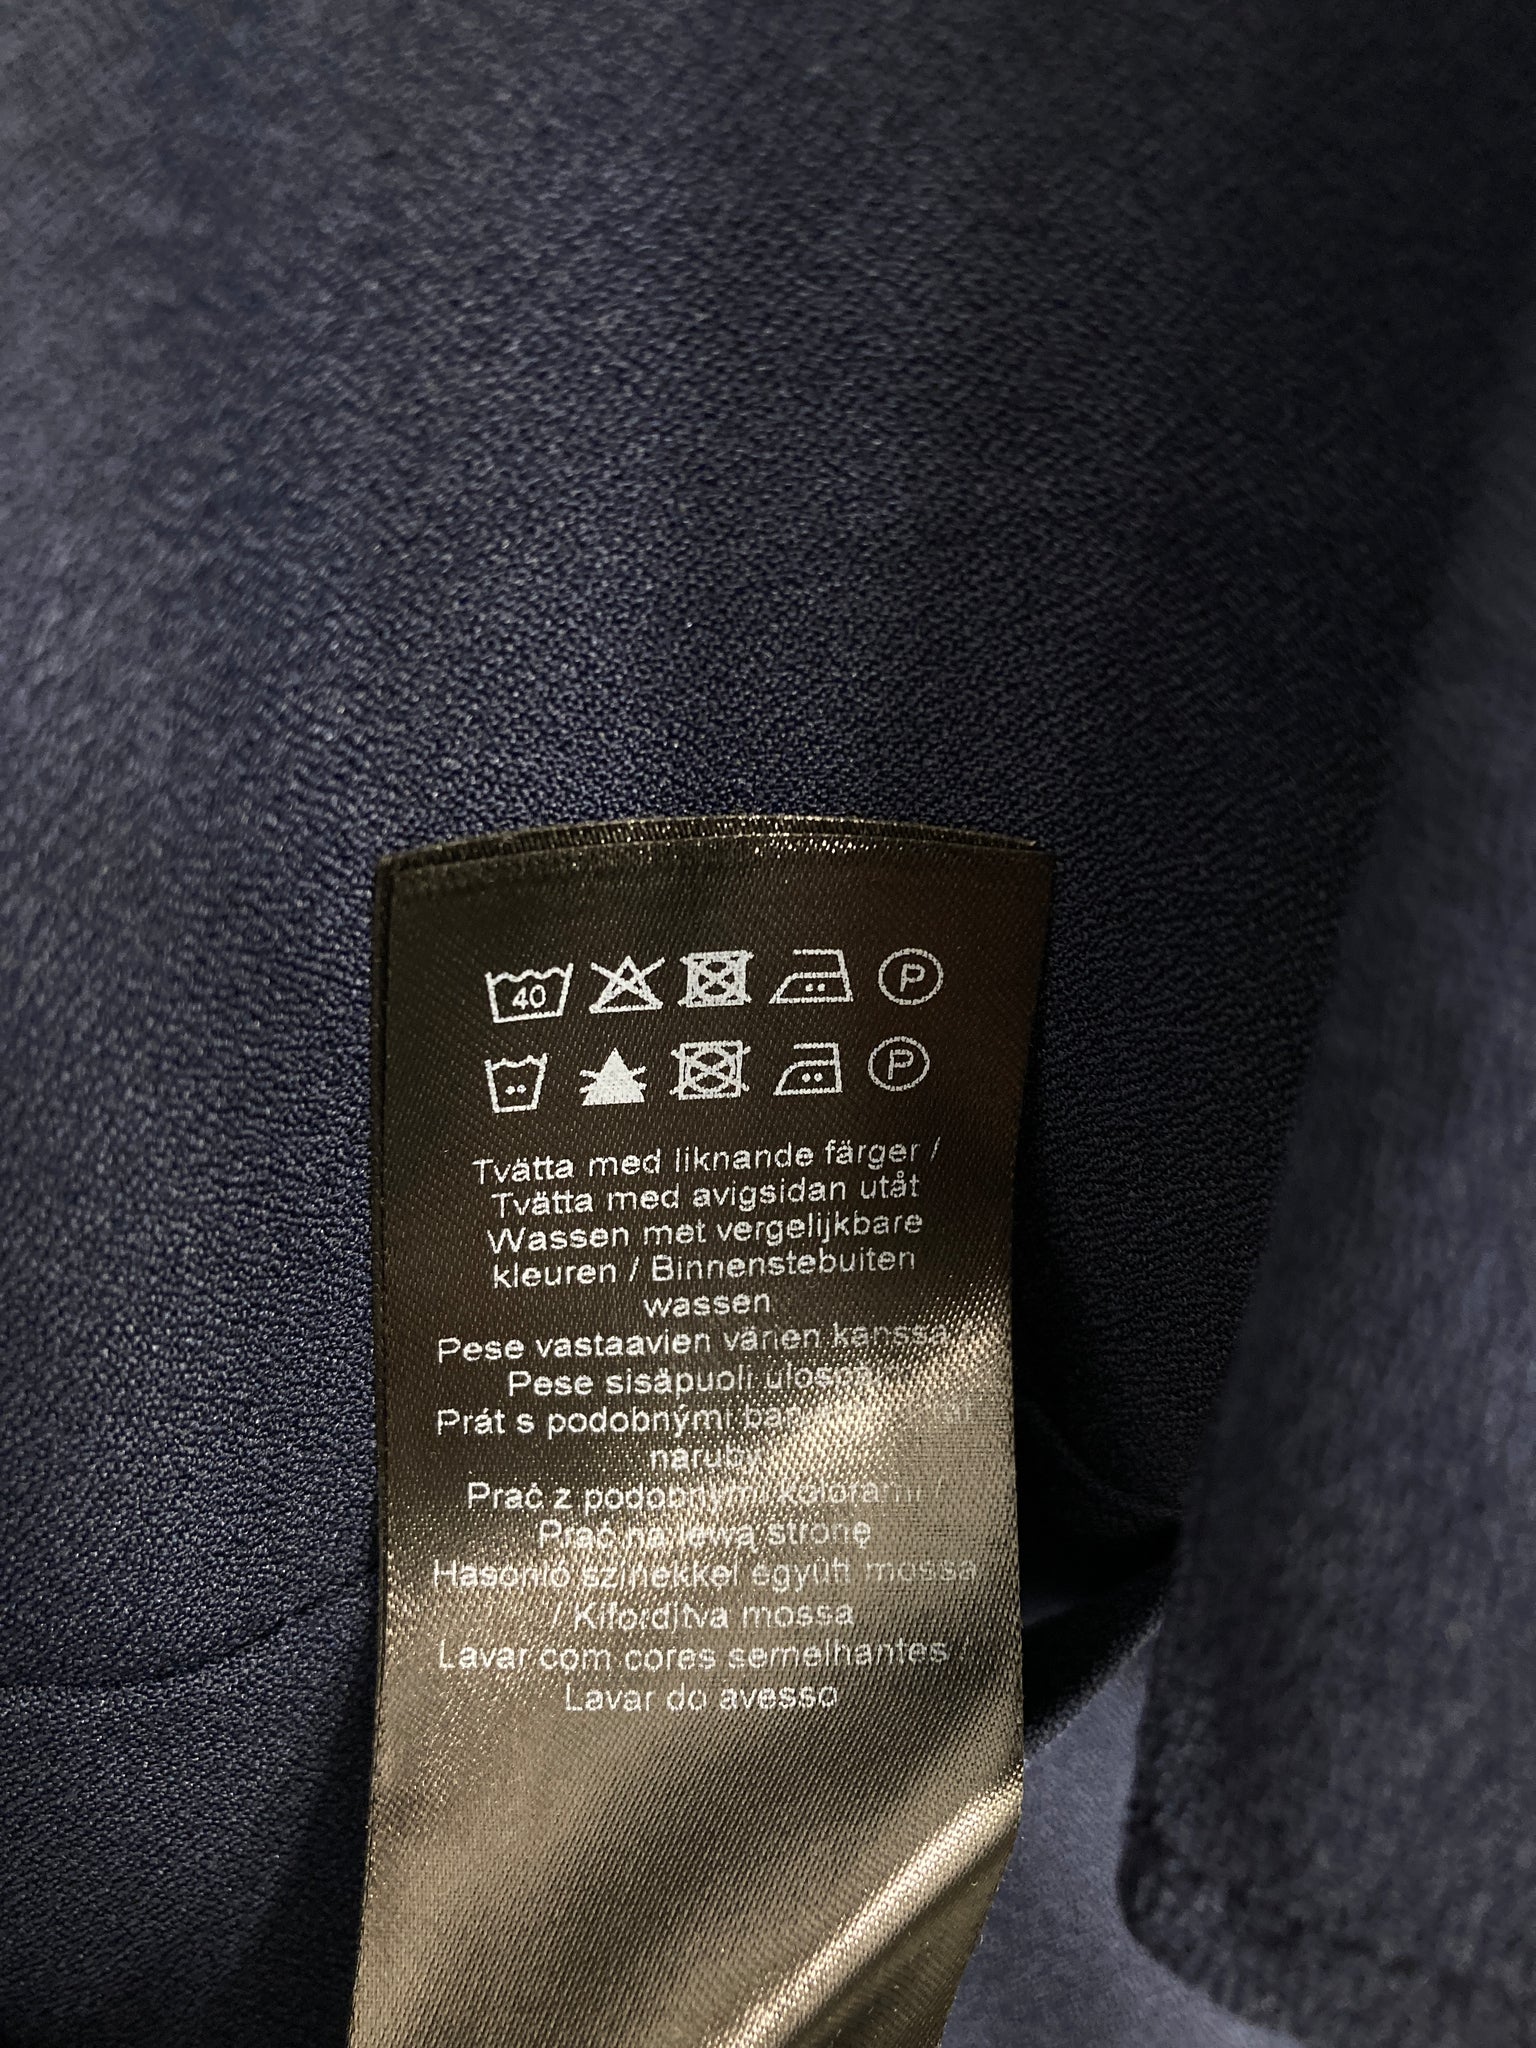 40 P
P
Tvätta med liknande färger /
Tvätta med avigsidan utåt
Wassen met vergelijkbare
kleuren / Binnenstebuiten
wassen
Pese vastaavien värien kanssa /
Pese sisäpuoli
Prát s podobnými
naruby
Prać z podobnymi kolorami /
Prać na lewą stronę
Hasonló színekkel együtt mossa
/ Kifordítva mossa
Lavar com cores semelhantes /
Lavar do avesso